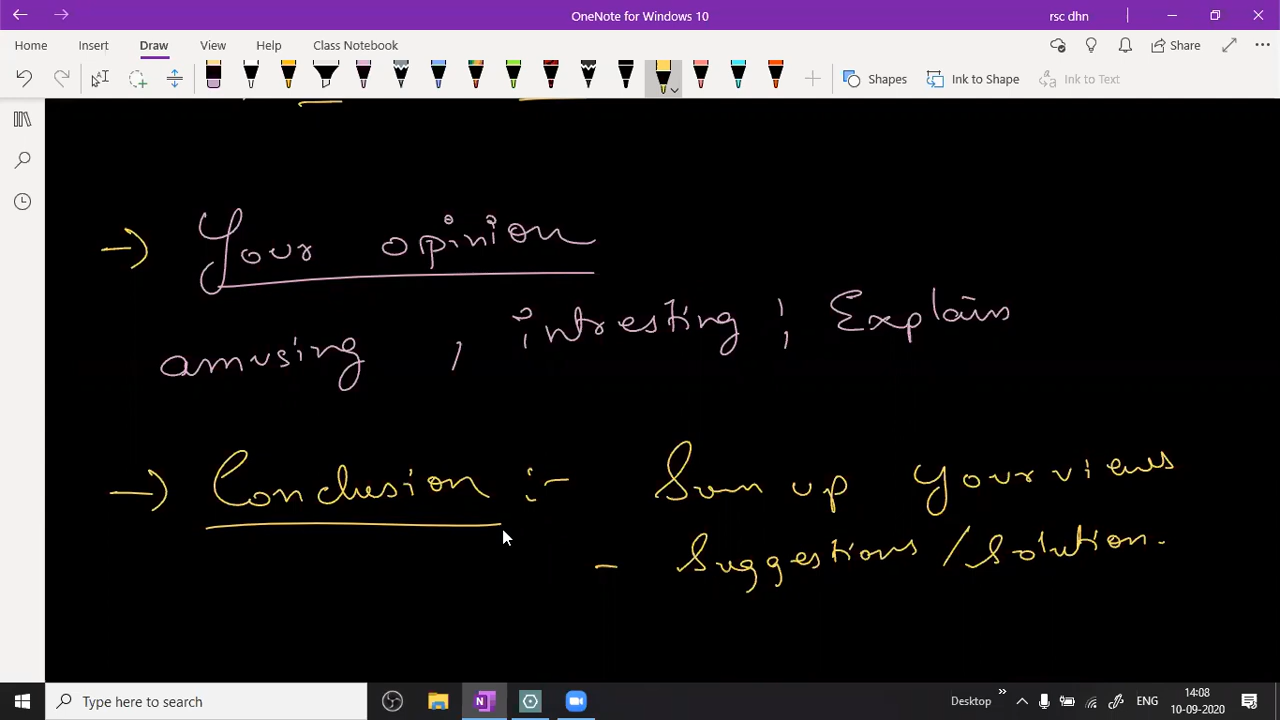 OneNote for Windows 10
rsc dhn
Home Insert Draw View Help Class Notebook
Share
Shapes Ink to Shape Ink to Text
→ Your opinion
amusing , intresting ; Explain
→ Conclusion :- Sum up your views
- Suggestions / Solution.
Type here to search
Desktop
ENG
14:08
10-09-2020